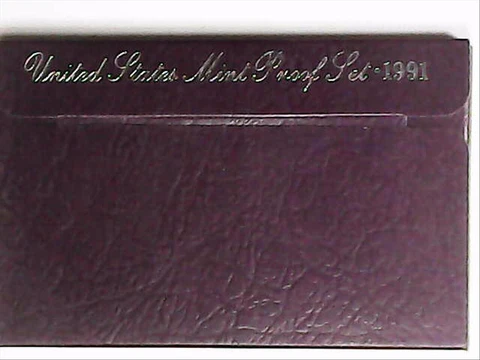 United States Mint Proof Set • 1991